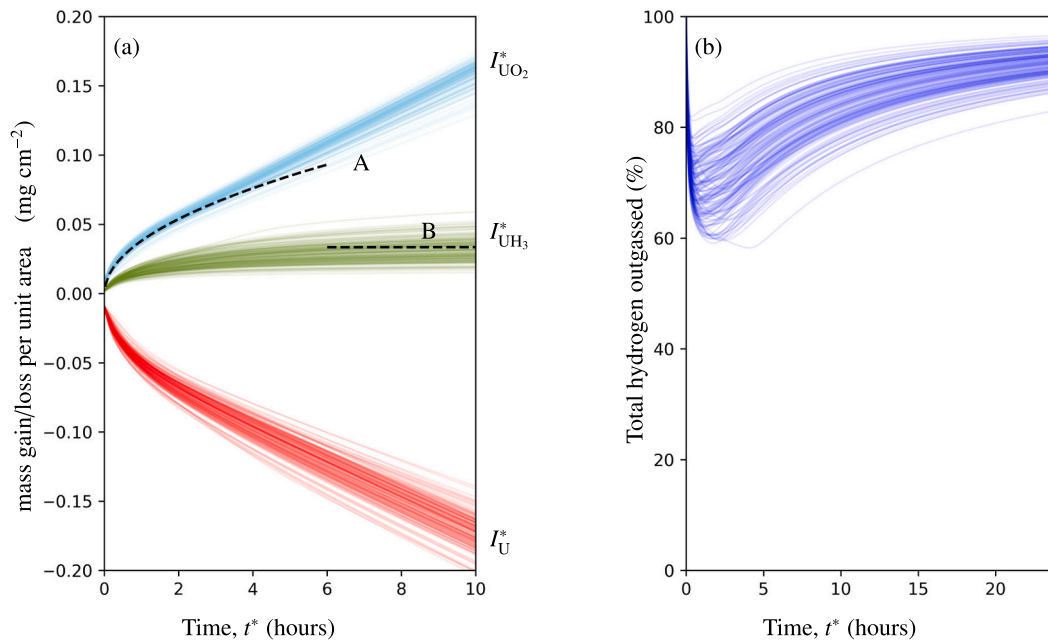 (a)
(b)
0.20
0.15
0.10
0.05
0.00
−0.05
−0.10
−0.15
−0.20
mass gain/loss per unit area (mg cm⁻²)
A
B
I*UO₂
I*UH₃
I*U
0 2 4 6 8 10
Time, t* (hours)
100
80
60
40
20
0
Total hydrogen outgassed (%)
0 5 10 15 20
Time, t* (hours)